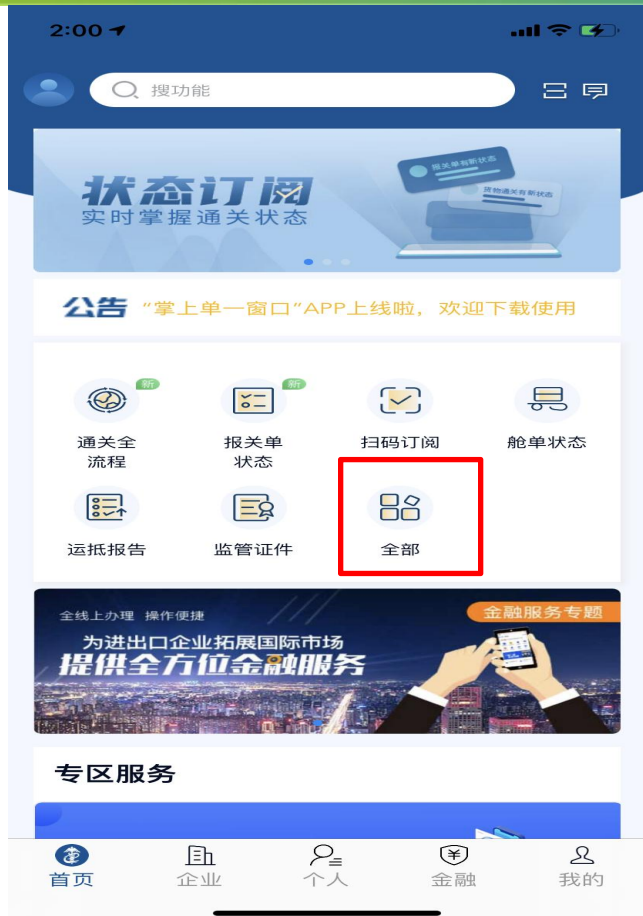 2:00
搜功能
状态订阅
实时掌握通关状态
报关单有新状态
货物通关有新状态
公告 “掌上单一窗口”APP上线啦，欢迎下载使用
新 新
通关全流程 报关单状态 扫码订阅 舱单状态
运抵报告 监管证件 全部
全线上办理 操作便捷
金融服务专题
为进出口企业拓展国际市场
提供全方位金融服务
专区服务
首页 企业 个人 金融 我的